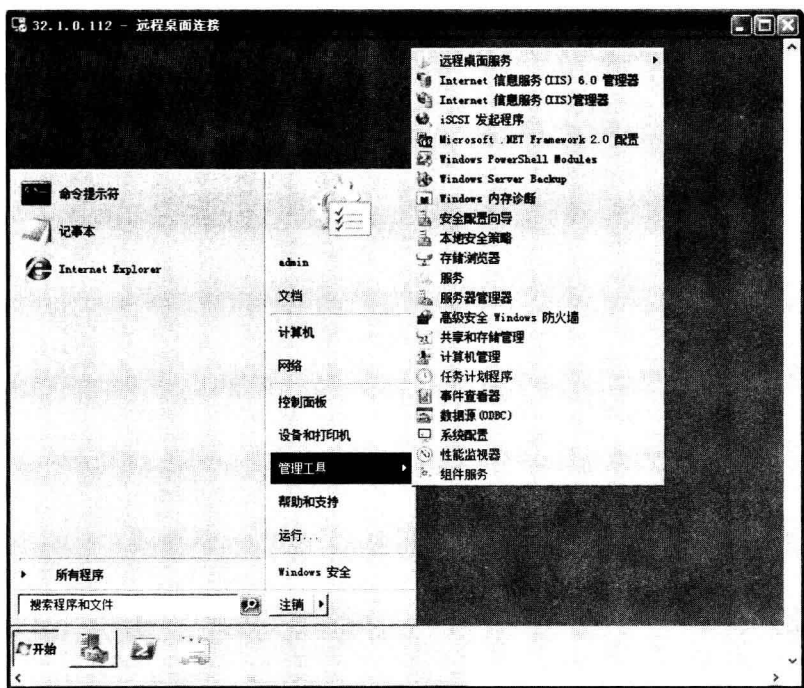 32.1.0.112 - 远程桌面连接
远程桌面服务
Internet 信息服务(IIS) 6.0 管理器
Internet 信息服务(IIS)管理器
iSCSI 发起程序
Microsoft .NET Framework 2.0 配置
Windows PowerShell Modules
Windows Server Backup
Windows 内存诊断
安全配置向导
本地安全策略
存储浏览器
服务
服务器管理器
高级安全 Windows 防火墙
共享和存储管理
计算机管理
任务计划程序
事件查看器
数据源(ODBC)
系统配置
性能监视器
组件服务
命令提示符
记事本
Internet Explorer
所有程序
搜索程序和文件
admin
文档
计算机
网络
控制面板
设备和打印机
管理工具
帮助和支持
运行...
Windows 安全
注销
开始